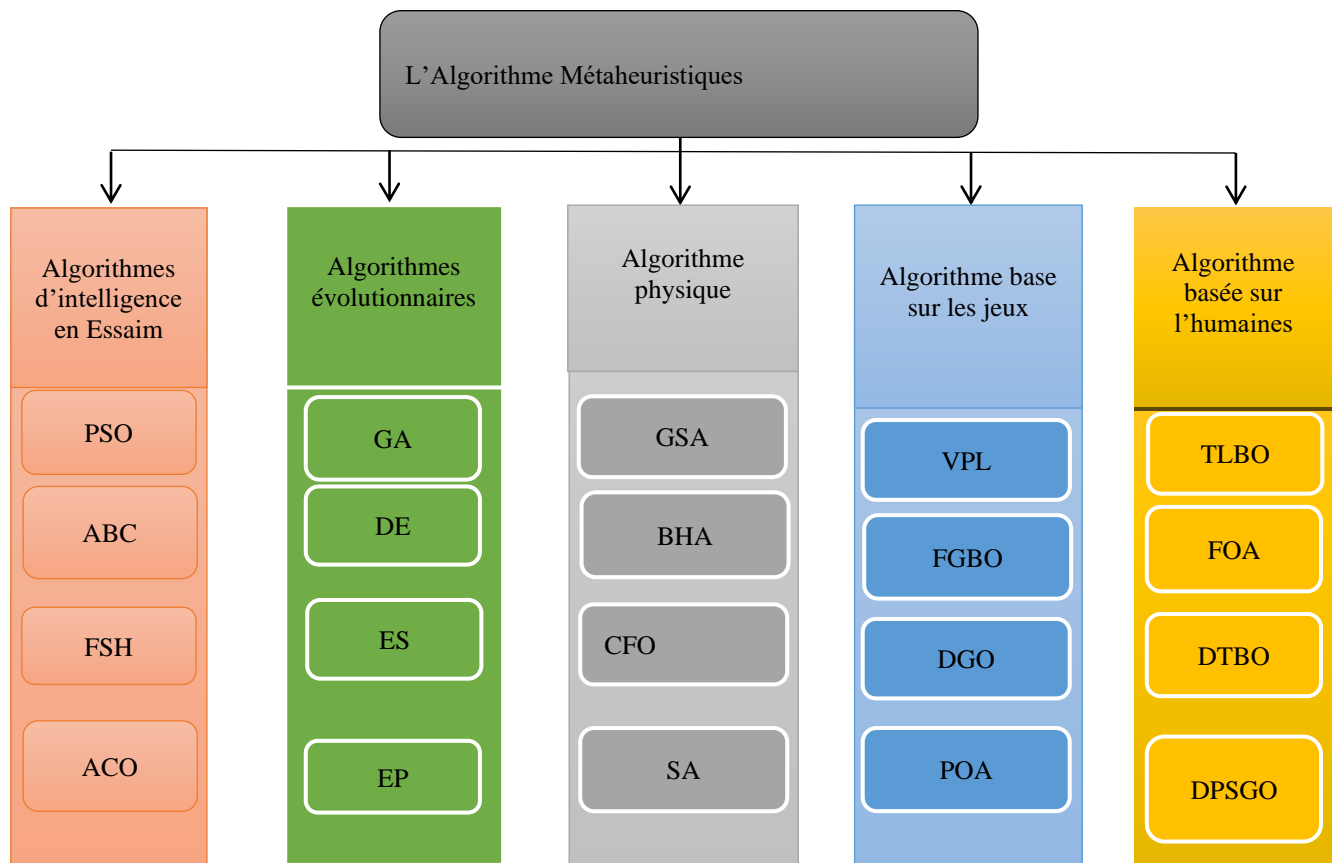 L'Algorithme Métaheuristiques
Algorithmes
d'intelligence
en Essaim
PSO
ABC
FSH
ACO
Algorithmes
évolutionnaires
GA
DE
ES
EP
Algorithme
physique
GSA
BHA
CFO
SA
Algorithme base
sur les jeux
VPL
FGBO
DGO
POA
Algorithme
basée sur
l'humaines
TLBO
FOA
DTBO
DPSGO